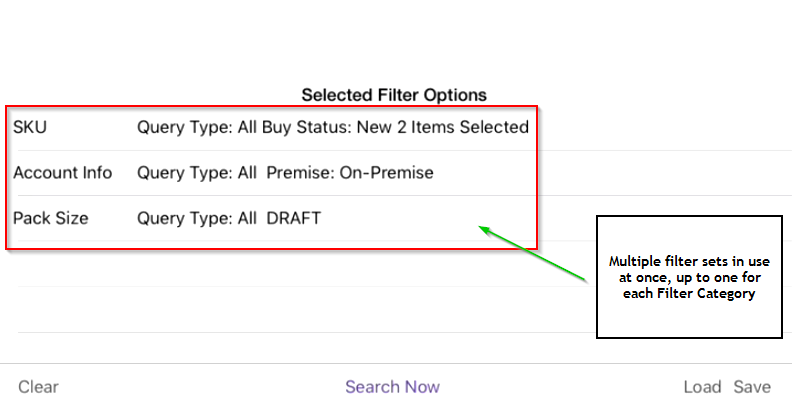 Selected Filter Options
SKU Query Type: All Buy Status: New 2 Items Selected
Account Info Query Type: All Premise: On-Premise
Pack Size Query Type: All DRAFT
Multiple filter sets in use
at once, up to one for
each Filter Category
Clear Search Now Load Save